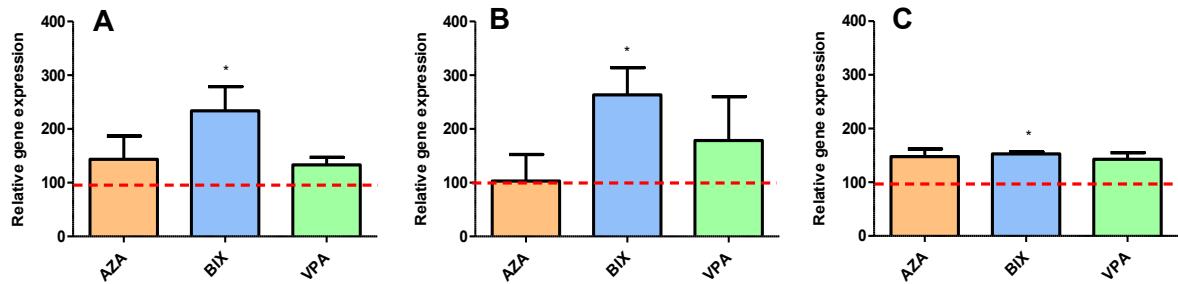 A
Relative gene expression
400
300
200
100
0
*
AZA
BIX
VPA
B
Relative gene expression
400
300
200
100
0
*
AZA
BIX
VPA
C
Relative gene expression
400
300
200
100
0
*
AZA
BIX
VPA